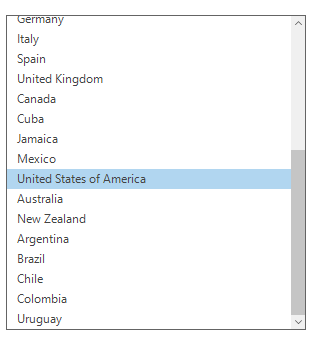 Germany
Italy
Spain
United Kingdom
Canada
Cuba
Jamaica
Mexico
United States of America
Australia
New Zealand
Argentina
Brazil
Chile
Colombia
Uruguay